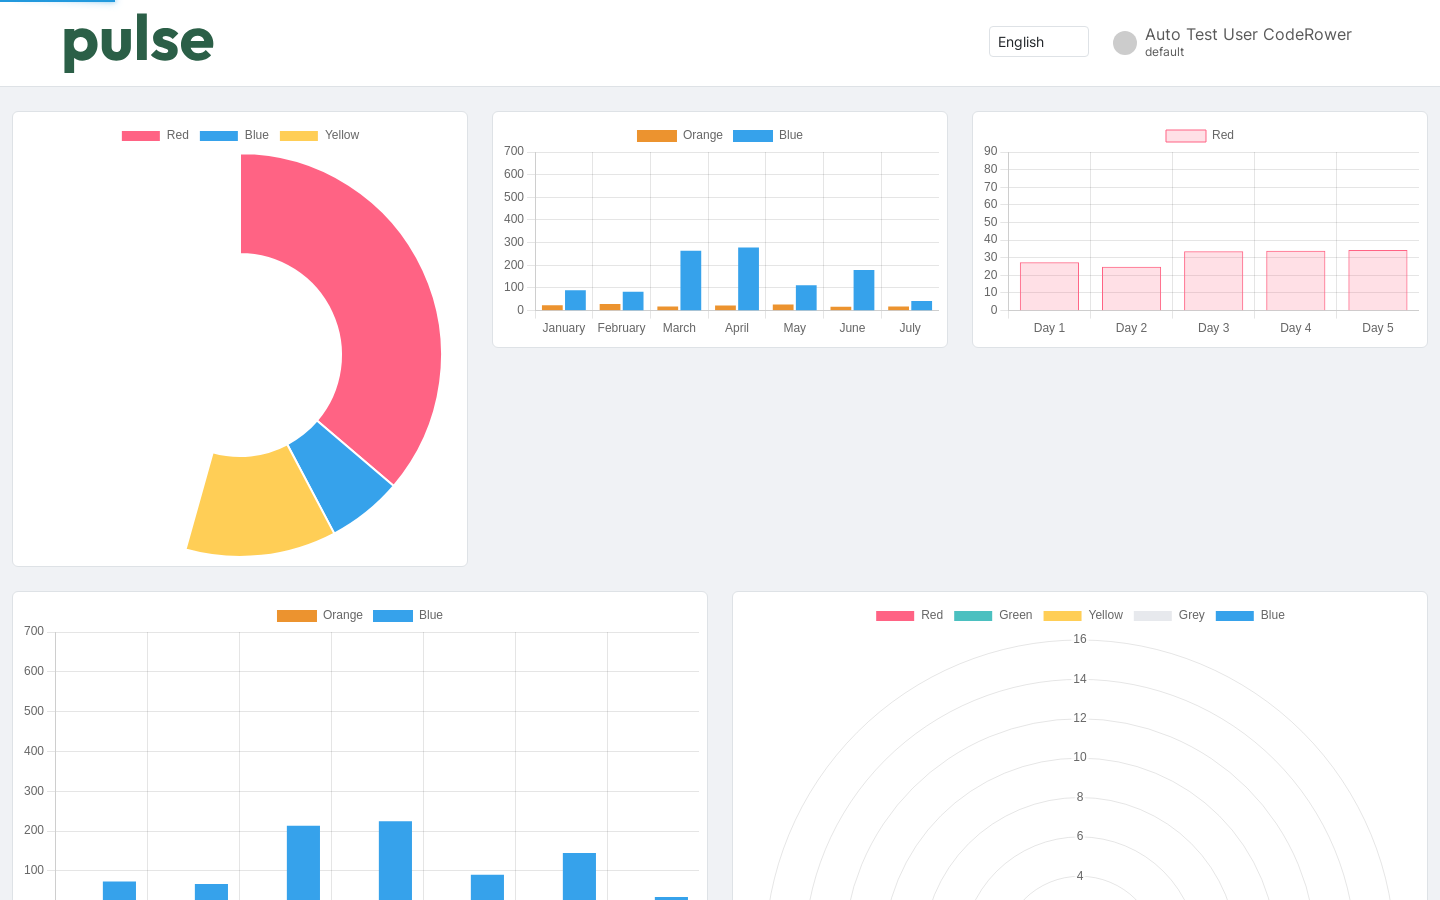 pulse
English
Auto Test User CodeRower
default
Red Blue Yellow
Orange Blue
700
600
500
400
300
200
100
0
January February March April May June July
Red
90
80
70
60
50
40
30
20
10
0
Day 1 Day 2 Day 3 Day 4 Day 5
Orange Blue
700
600
500
400
300
200
100
Red Green Yellow Grey Blue
16
14
12
10
8
6
4